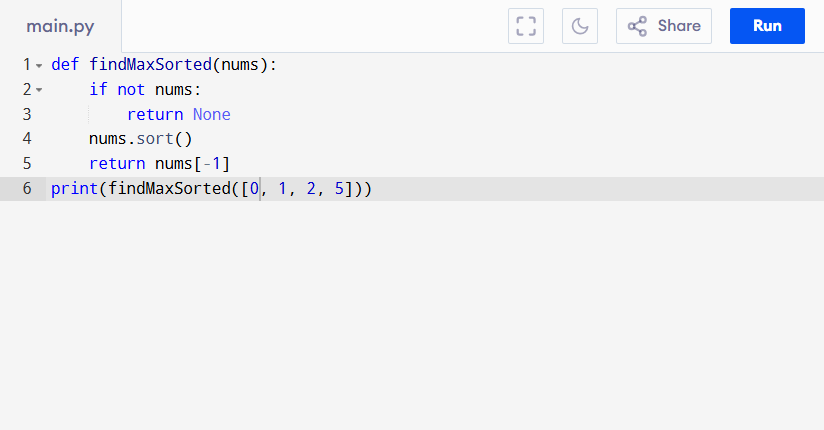 main.py
Share
Run
1 def findMaxSorted(nums):
2     if not nums:
3         return None
4     nums.sort()
5     return nums[-1]
6 print(findMaxSorted([0, 1, 2, 5]))